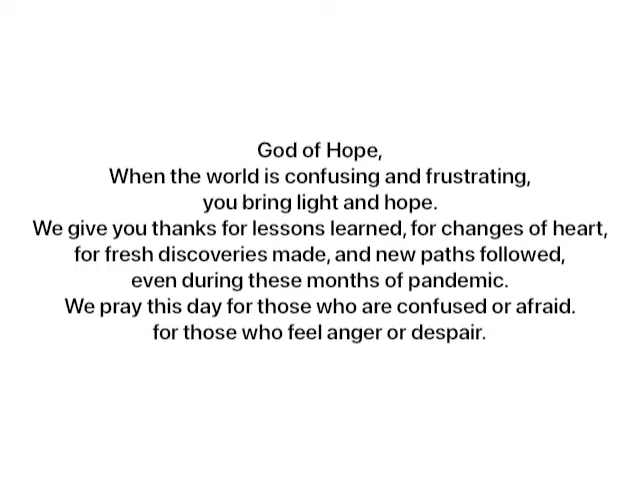 God of Hope,
When the world is confusing and frustrating,
you bring light and hope.
We give you thanks for lessons learned, for changes of heart,
for fresh discoveries made, and new paths followed,
even during these months of pandemic.
We pray this day for those who are confused or afraid.
for those who feel anger or despair.